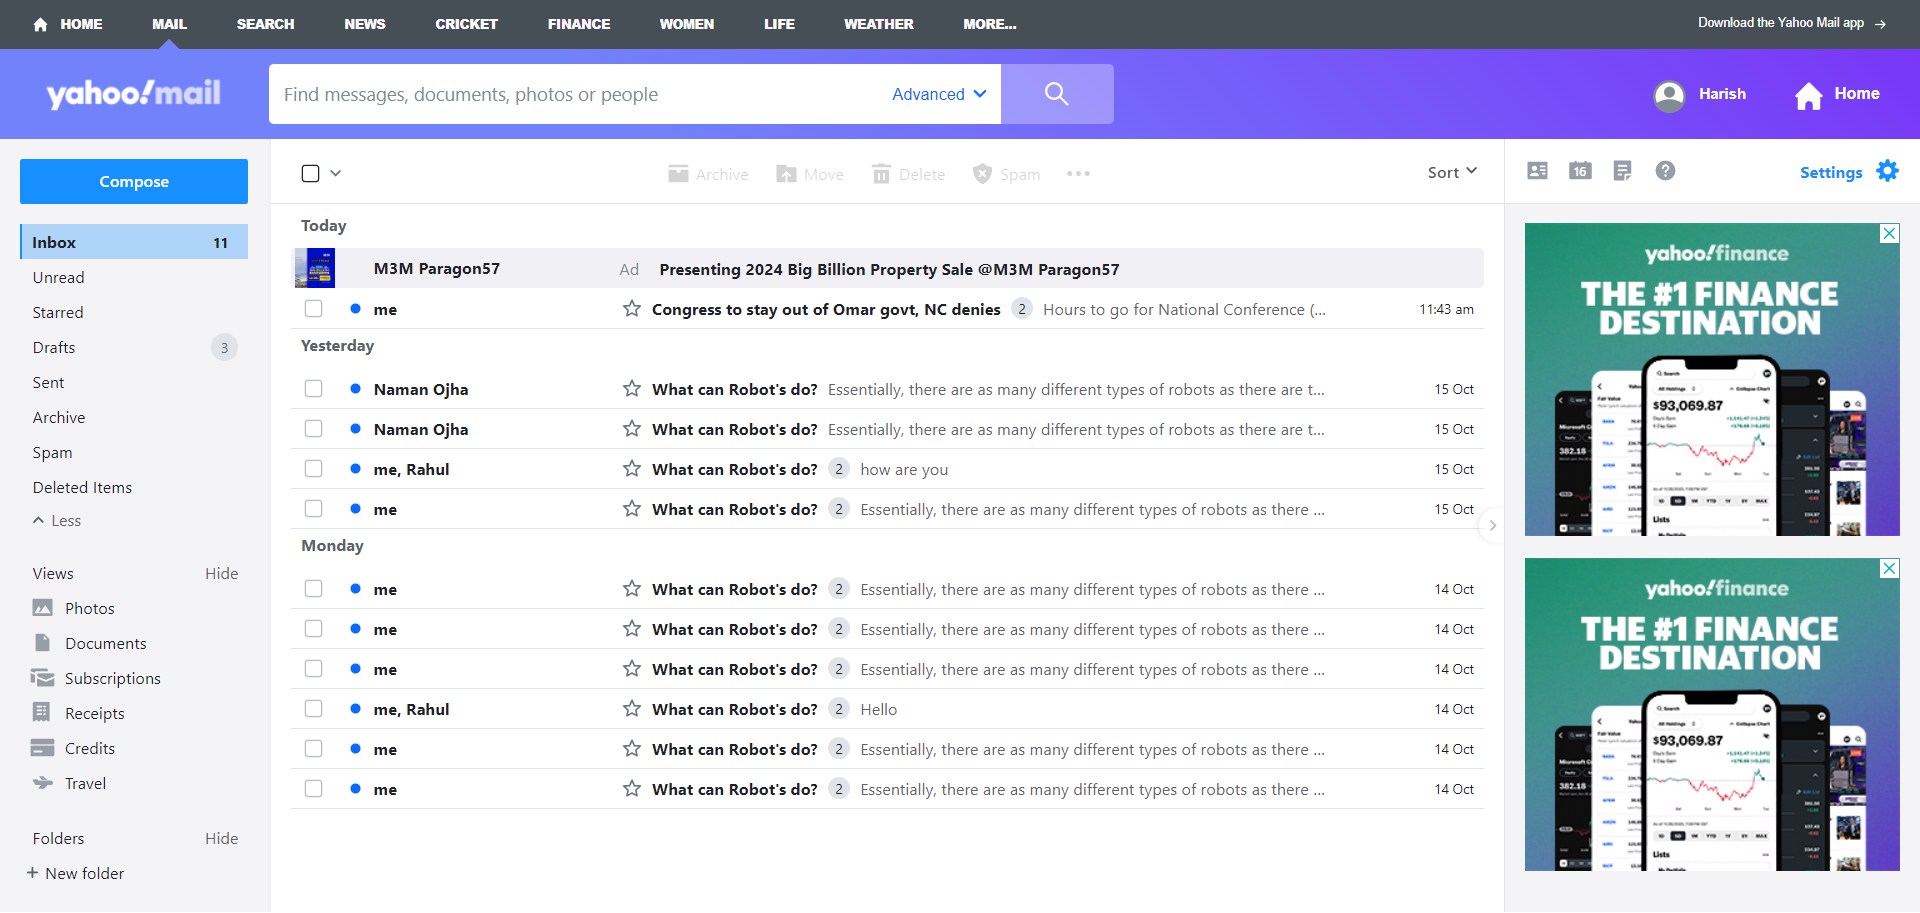 HOME MAIL SEARCH NEWS CRICKET FINANCE WOMEN LIFE WEATHER MORE... Download the Yahoo Mail app →
yahoo!mail Find messages, documents, photos or people Advanced Harish Home
Compose
Inbox 11
Unread
Starred
Drafts 3
Sent
Archive
Spam
Deleted Items
Less
Views Hide
Photos
Documents
Subscriptions
Receipts
Credits
Travel
Folders Hide
+ New folder
Archive Move Delete Spam ••• Sort
Today
M3M Paragon57 Ad Presenting 2024 Big Billion Property Sale @M3M Paragon57
me Congress to stay out of Omar govt, NC denies 2 Hours to go for National Conference (... 11:43 am
Yesterday
Naman Ojha What can Robot's do? Essentially, there are as many different types of robots as there are t... 15 Oct
Naman Ojha What can Robot's do? Essentially, there are as many different types of robots as there are t... 15 Oct
me, Rahul What can Robot's do? 2 how are you 15 Oct
me What can Robot's do? 2 Essentially, there are as many different types of robots as there ... 15 Oct
Monday
me What can Robot's do? 2 Essentially, there are as many different types of robots as there ... 14 Oct
me What can Robot's do? 2 Essentially, there are as many different types of robots as there ... 14 Oct
me What can Robot's do? 2 Essentially, there are as many different types of robots as there ... 14 Oct
me, Rahul What can Robot's do? 2 Hello 14 Oct
me What can Robot's do? 2 Essentially, there are as many different types of robots as there ... 14 Oct
me What can Robot's do? 2 Essentially, there are as many different types of robots as there ... 14 Oct
16 Settings
yahoo!finance
THE #1 FINANCE
DESTINATION
Search
All Holdings Collapse Chart
$93,069.87
Lists
yahoo!finance
THE #1 FINANCE
DESTINATION
Search
All Holdings Collapse Chart
$93,069.87
Lists